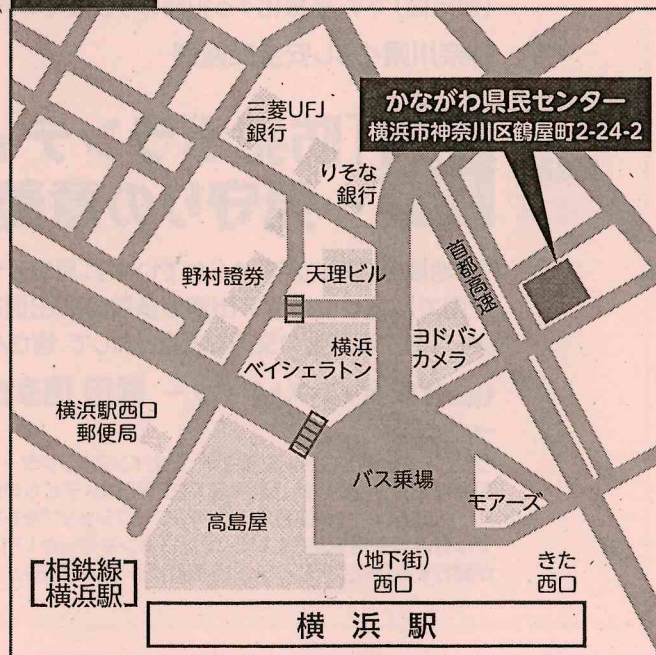 三菱UFJ
銀行
かながわ県民センター
横浜市神奈川区鶴屋町2-24-2
りそな
銀行
野村證券
天理ビル
首都高速
横浜
ベイシェラトン
ヨドバシ
カメラ
横浜駅西口
郵便局
バス乗場
モアーズ
高島屋
[相鉄線
横浜駅]
(地下街)
西口
きた
西口
横浜駅